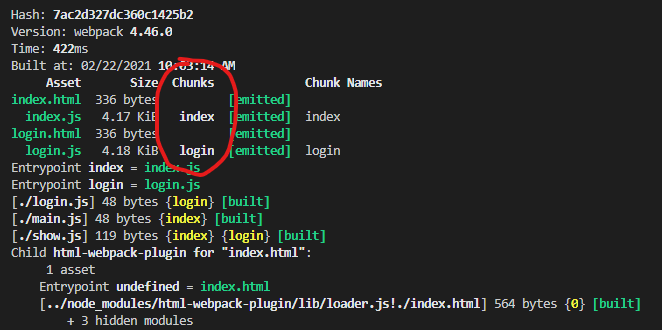 Hash: 7ac2d327dc360c1425b2
Version: webpack 4.46.0
Time: 422ms
Built at: 02/22/2021 10:03:14 AM
Asset Size Chunks Chunk Names
index.html 336 bytes [emitted]
index.js 4.17 KiB index [emitted] index
login.html 336 bytes [emitted]
login.js 4.18 KiB login [emitted] login
Entrypoint index = index.js
Entrypoint login = login.js
[./login.js] 48 bytes {login} [built]
[./main.js] 48 bytes {index} [built]
[./show.js] 119 bytes {index} {login} [built]
Child html-webpack-plugin for "index.html":
1 asset
Entrypoint undefined = index.html
[../node_modules/html-webpack-plugin/lib/loader.js!./index.html] 564 bytes {0} [built]
+ 3 hidden modules